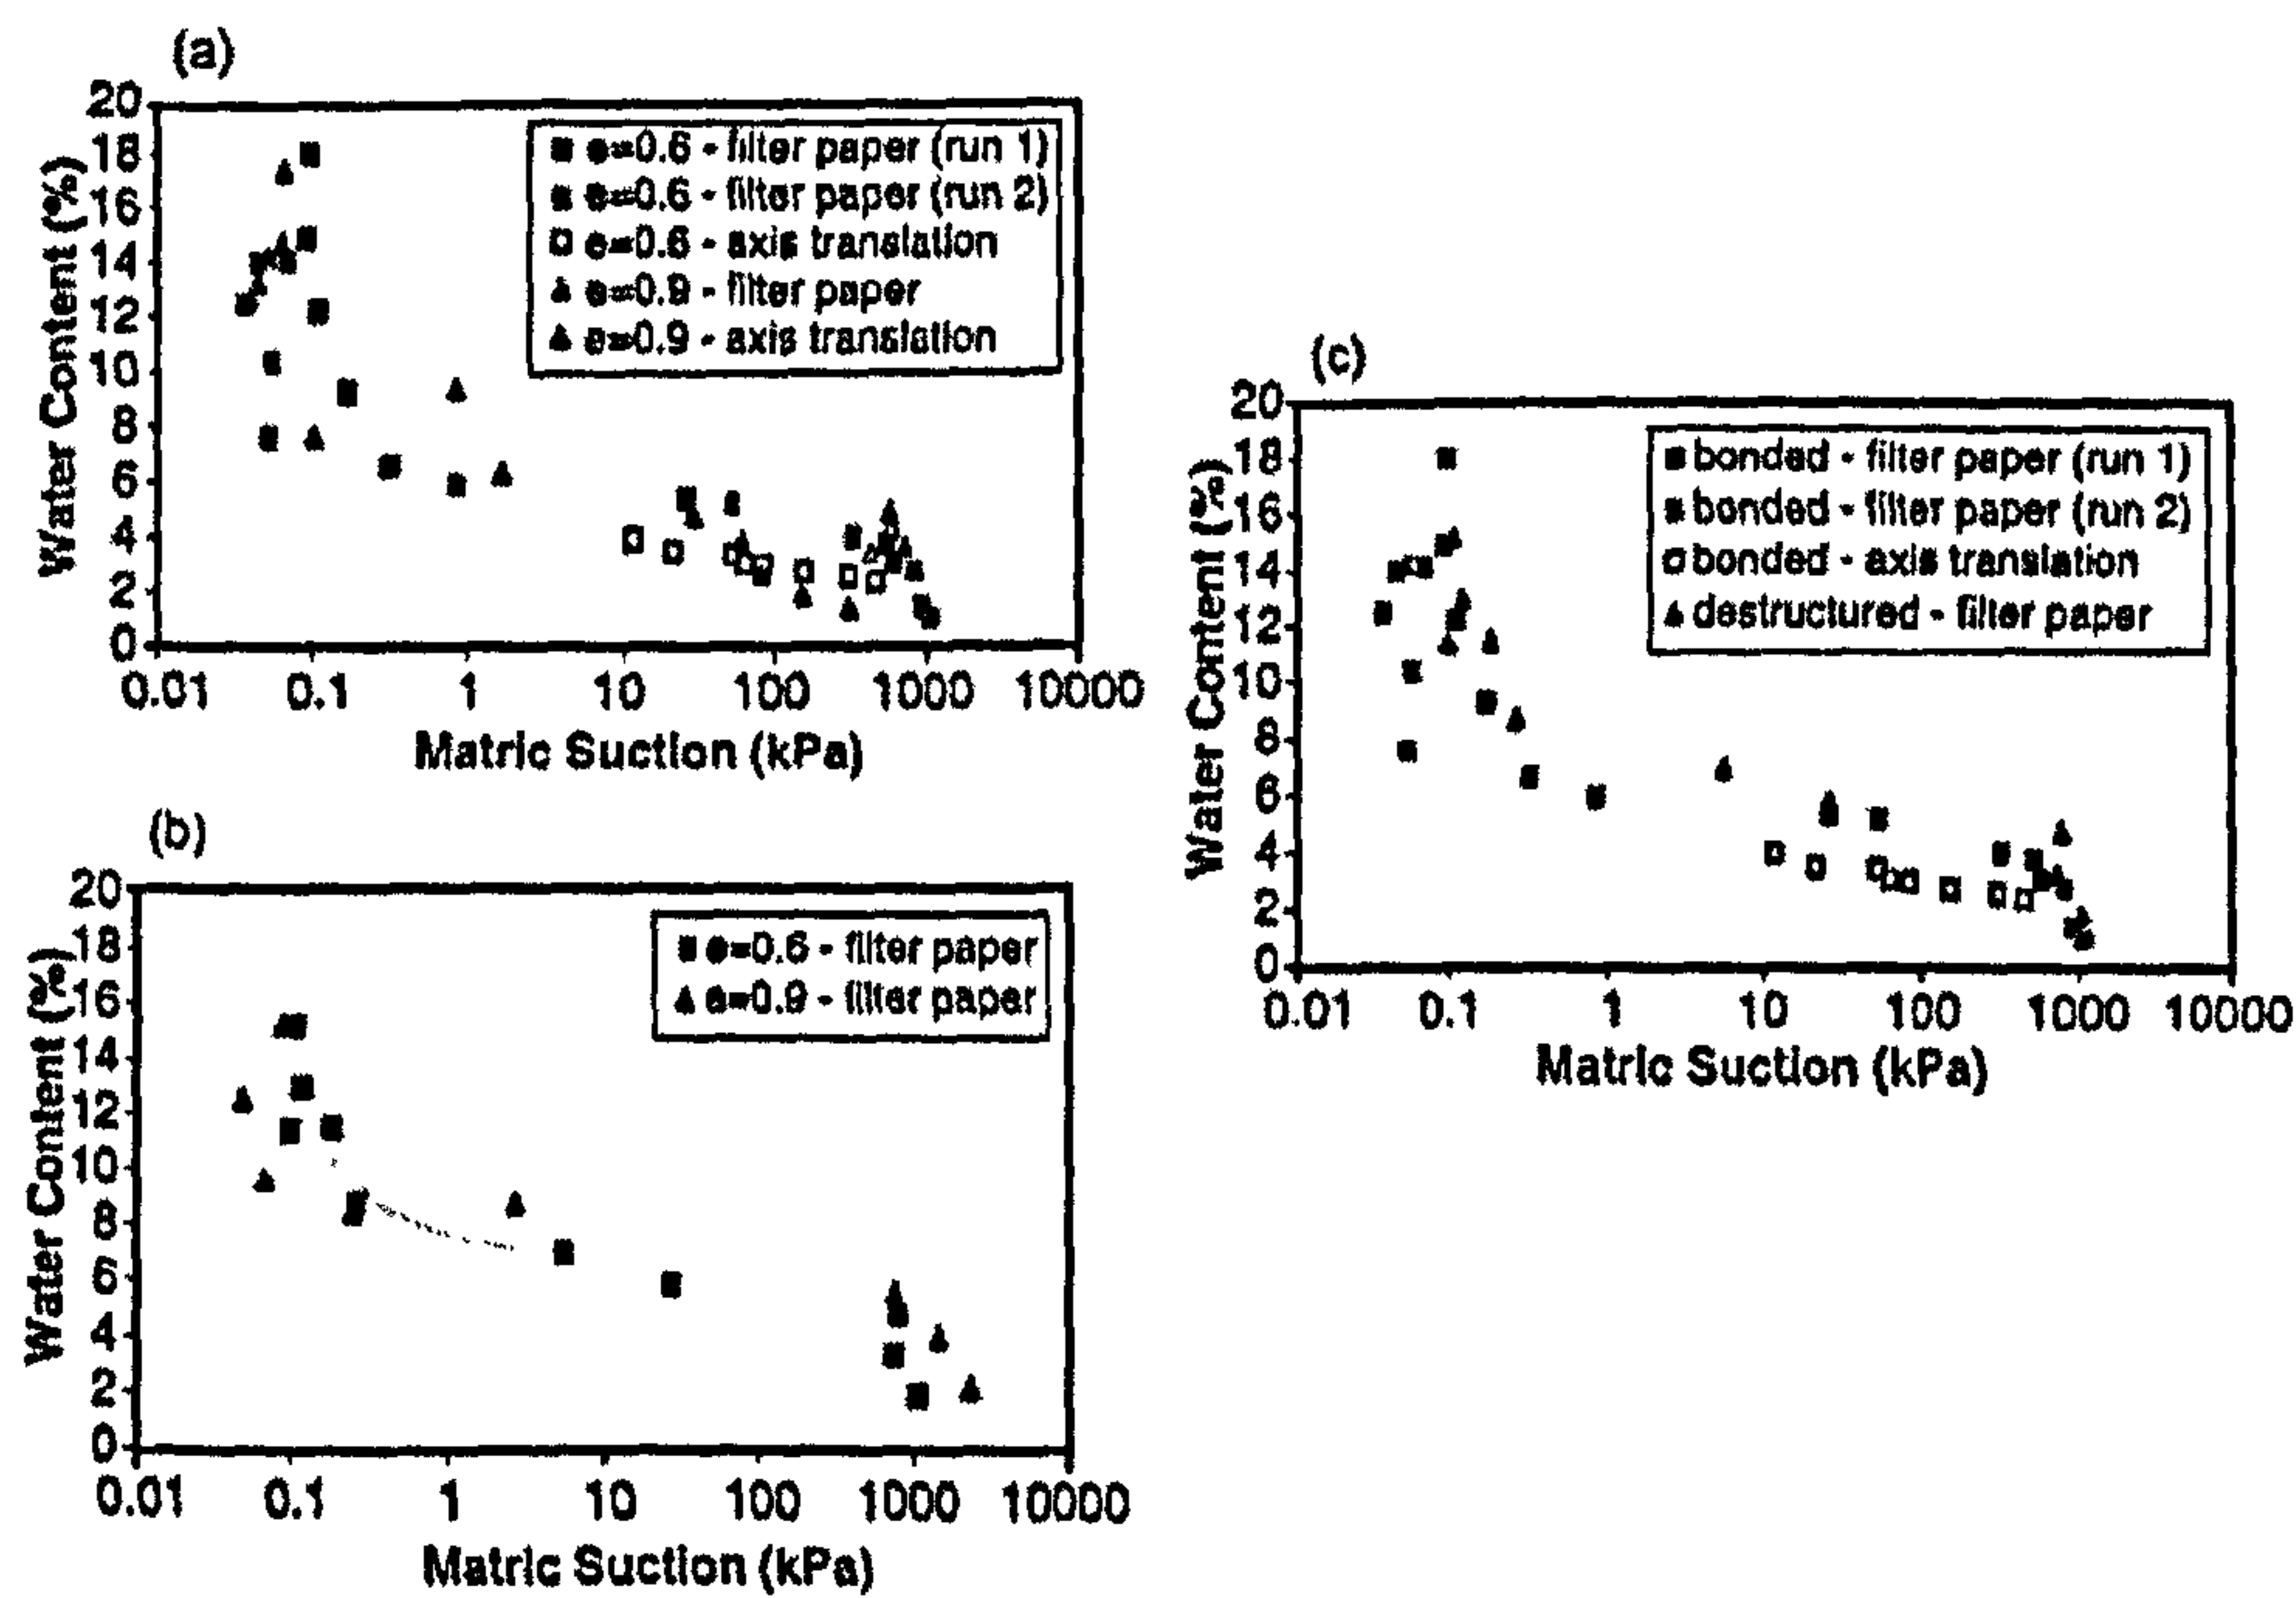 (a)
20
18
16
14
12
10
8
6
4
2
0
Water Content (%)
e=0.6 - filter paper (run 1)
e=0.6 - filter paper (run 2)
e=0.6 - axis translation
e=0.9 - filter paper
e=0.9 - axis translation
0.01 0.1 1 10 100 1000 10000
Matric Suction (kPa)
(b)
20
18
16
14
12
10
8
6
4
2
0
Water Content (%)
e=0.6 - filter paper
e=0.9 - filter paper
0.01 0.1 1 10 100 1000 10000
Matric Suction (kPa)
(c)
20
18
16
14
12
10
8
6
4
2
0
Water Content (%)
bonded - filter paper (run 1)
bonded - filter paper (run 2)
bonded - axis translation
destructured - filter paper
0.01 0.1 1 10 100 1000 10000
Matric Suction (kPa)